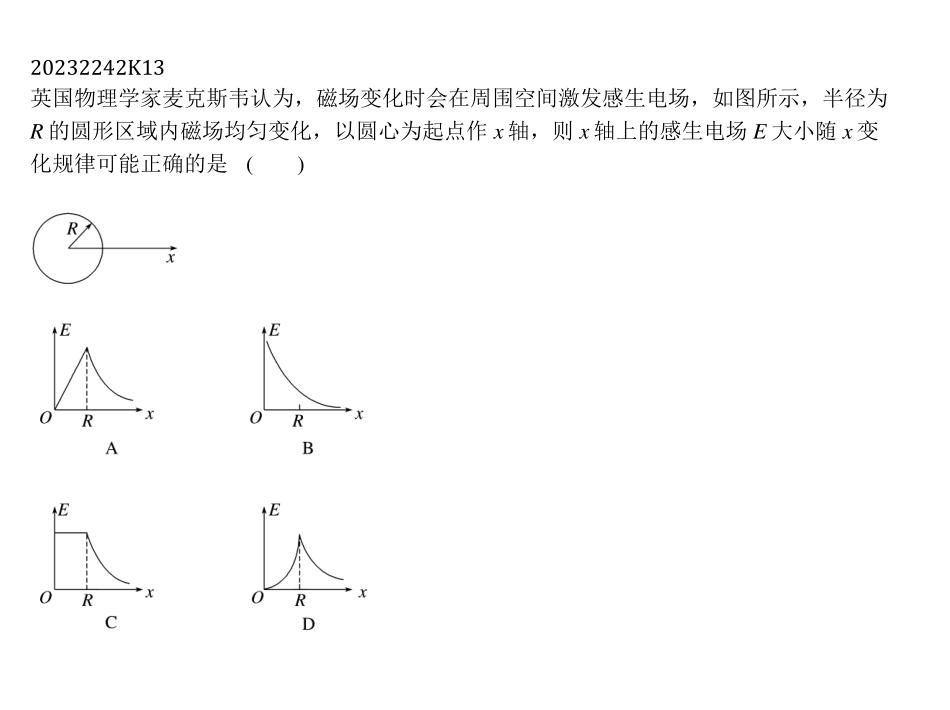 20232242K13
英国物理学家麦克斯韦认为，磁场变化时会在周围空间激发感生电场，如图所示，半径为
R 的圆形区域内磁场均匀变化，以圆心为起点作 x 轴，则 x 轴上的感生电场 E 大小随 x 变
化规律可能正确的是 (　　)
R
x
E
E
O
R
x
O
R
x
A
B
E
E
O
R
x
O
R
x
C
D